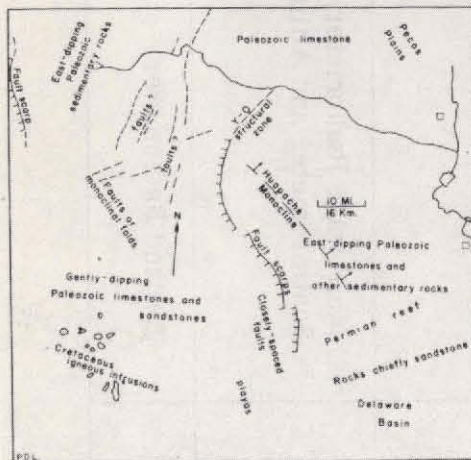 East-dipping
Paleozoic
sedimentary rocks
Paleozoic limestone
Pecos
Plains
Fault scarp
faults ?
faults ?
Y-O
structural
zone
Faults or
monoclinal folds
N
Huapache
Monocline
10 MI.
16 Km.
East-dipping Paleozoic
limestones and
other sedimentary rocks
Fault scarps
Gently-dipping
Paleozoic limestones and
sandstones
Closely-spaced
faults
Permian reef
A
Cretaceous
igneous intrusions
Rocks chiefly sandstone
playas
Delaware
Basin
PDL